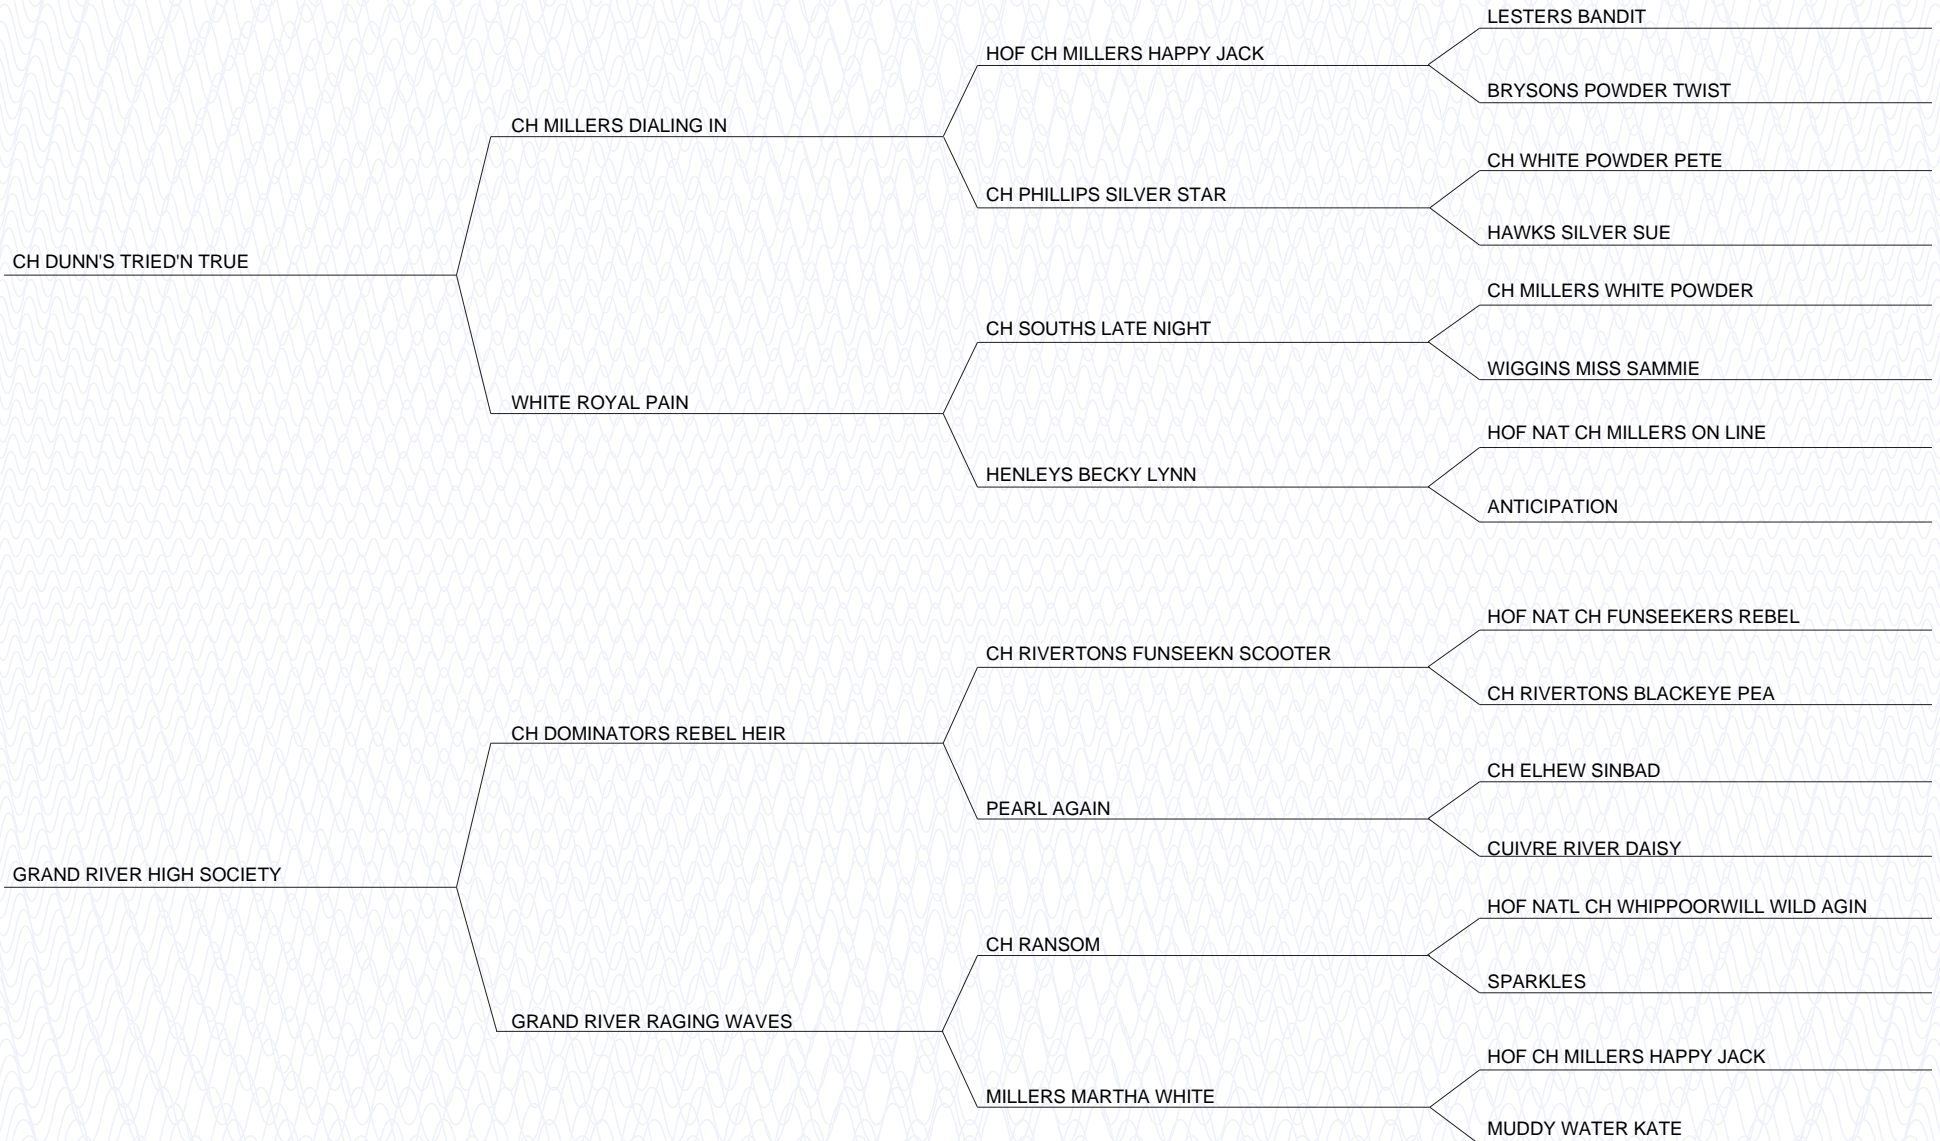 LESTERS BANDIT
HOF CH MILLERS HAPPY JACK
BRYSONS POWDER TWIST
CH MILLERS DIALING IN
CH WHITE POWDER PETE
CH PHILLIPS SILVER STAR
HAWKS SILVER SUE
CH DUNN'S TRIED'N TRUE
CH MILLERS WHITE POWDER
CH SOUTHS LATE NIGHT
WIGGINS MISS SAMMIE
WHITE ROYAL PAIN
HOF NAT CH MILLERS ON LINE
HENLEYS BECKY LYNN
ANTICIPATION
HOF NAT CH FUNSEEKERS REBEL
CH RIVERTONS FUNSEEKN SCOOTER
CH RIVERTONS BLACKEYE PEA
CH DOMINATORS REBEL HEIR
CH ELHEW SINBAD
PEARL AGAIN
CUIVRE RIVER DAISY
GRAND RIVER HIGH SOCIETY
HOF NATL CH WHIPPOORWILL WILD AGIN
CH RANSOM
SPARKLES
GRAND RIVER RAGING WAVES
HOF CH MILLERS HAPPY JACK
MILLERS MARTHA WHITE
MUDDY WATER KATE